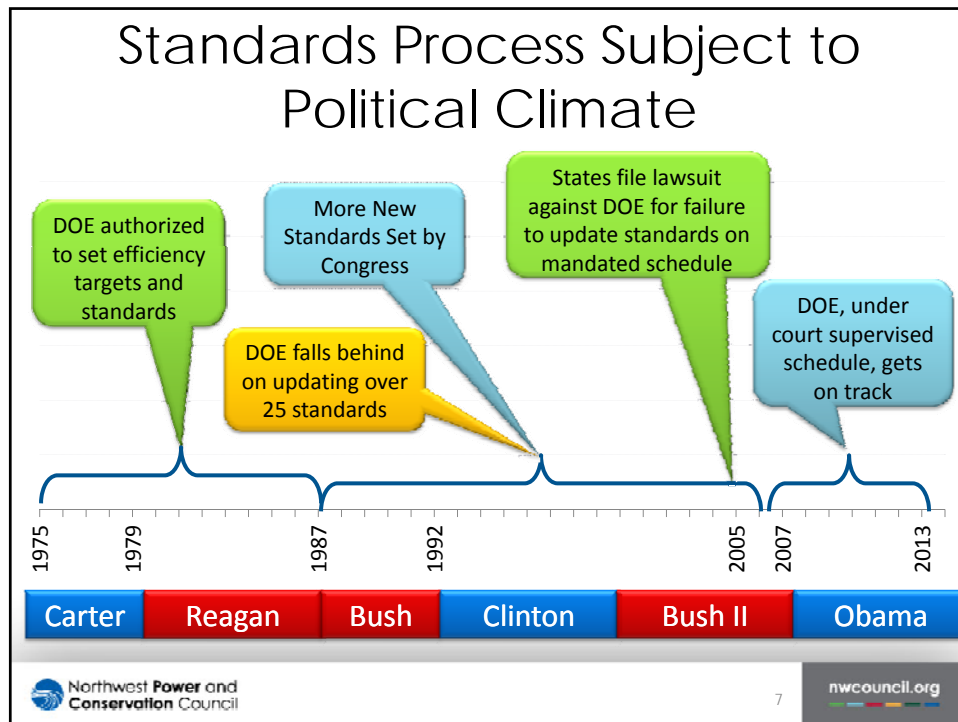 Standards Process Subject to
Political Climate
DOE authorized
to set efficiency
targets and
standards
More New
Standards Set by
Congress
States file lawsuit
against DOE for failure
to update standards on
mandated schedule
DOE falls behind
on updating over
25 standards
DOE, under
court supervised
schedule, gets
on track
1975
1979
1987
1992
2005
2007
2013
Carter
Reagan
Bush
Clinton
Bush II
Obama
Northwest Power and
Conservation Council
7
nwcouncil.org